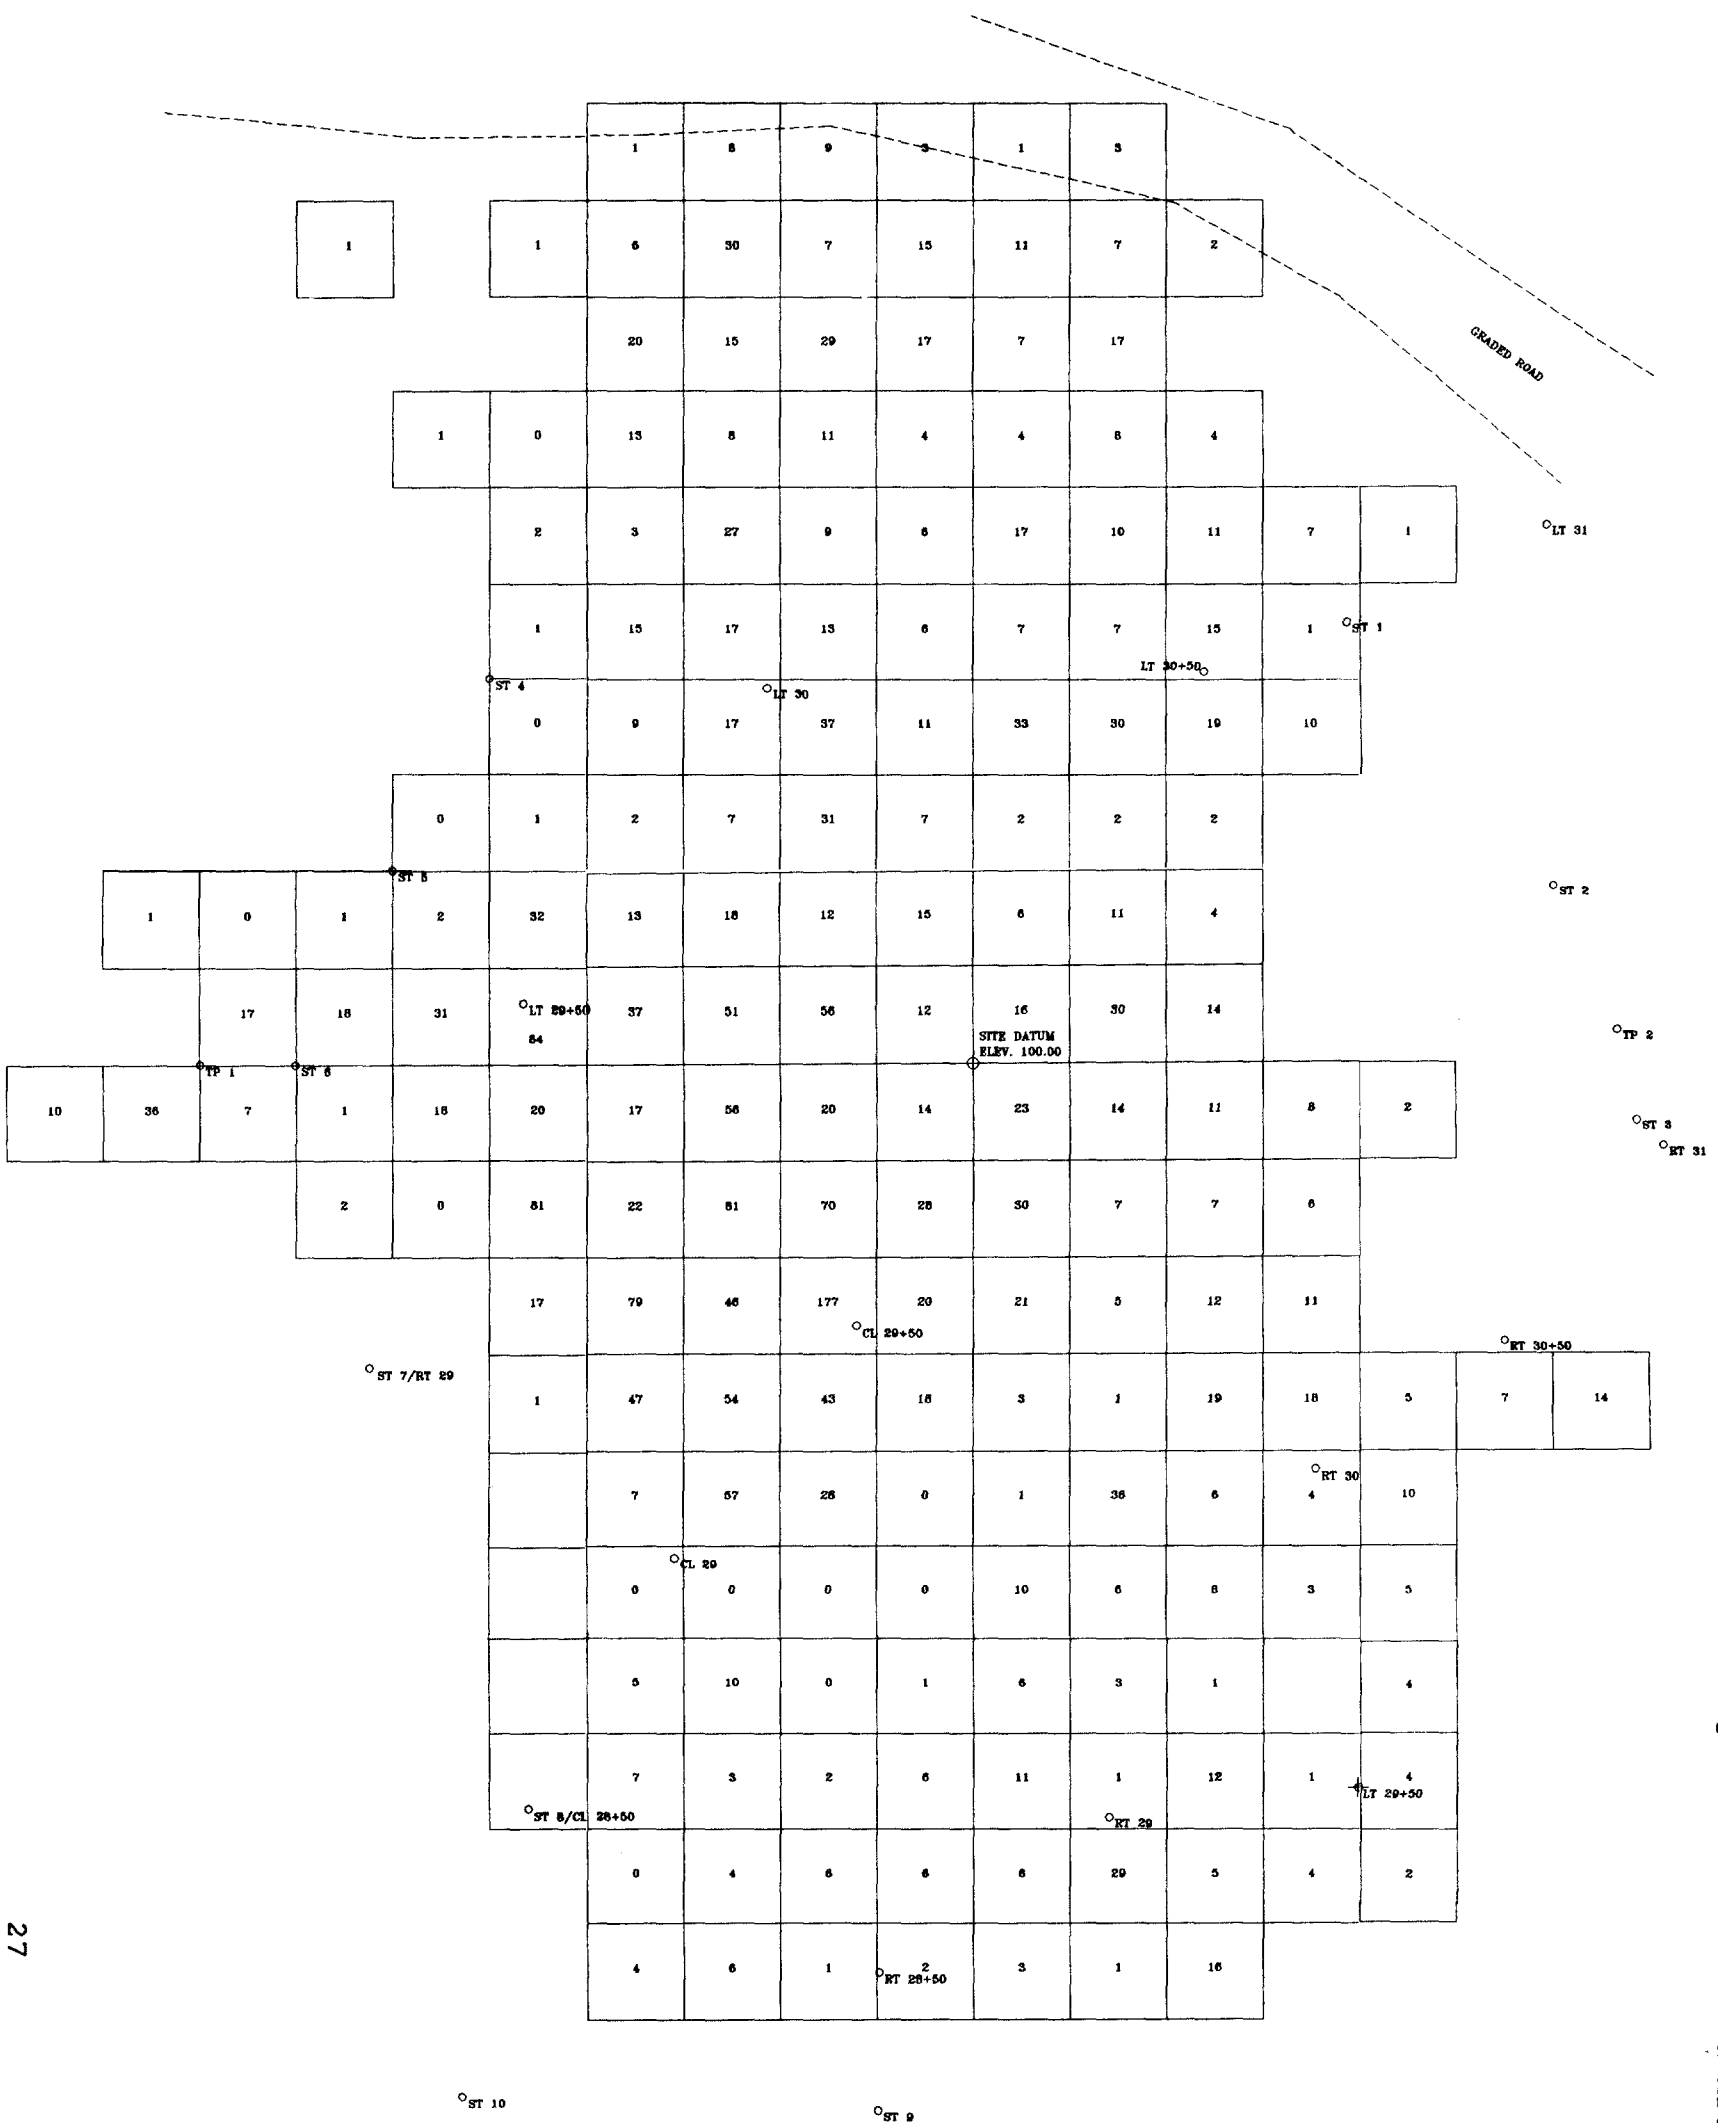 1 8 9 3 1 3
1 1 6 30 7 15 11 7 2
20 15 29 17 7 17
GRADED ROAD
1 0 13 8 11 4 4 8 4
2 3 27 9 6 17 10 11 7 1
LT 31
1 15 17 13 6 7 7 15 1
ST 1
LT 30+50
ST 4
LT 30
0 9 17 37 11 33 30 19 10
0 1 2 7 31 7 2 2 2
ST 5
ST 2
1 0 1 2 32 13 18 12 15 6 11 4
17 18 31
LT 29+50
37 51 56 12 16 30 14
84
SITE DATUM
ELEV. 100.00
TP 2
TP 1
ST 6
10 36 7 1 18 20 17 56 20 14 23 14 11 8 2
ST 3
RT 31
2 0 81 22 81 70 28 30 7 7 6
17 79 46 177 20 21 5 12 11
CL 29+50
RT 30+50
ST 7/RT 29
1 47 54 43 18 3 1 19 18 5 7 14
RT 30
7 57 28 0 1 36 6 4 10
CL 29
0 0 0 0 10 6 8 3 5
5 10 0 1 6 3 1 4
7 3 2 6 11 1 12 1 4
LT 29+50
ST 8/CL 28+50
RT 29
0 4 6 6 6 29 5 4 2
4 6 1 2 3 1 16
RT 28+50
27
ST 10
ST 9